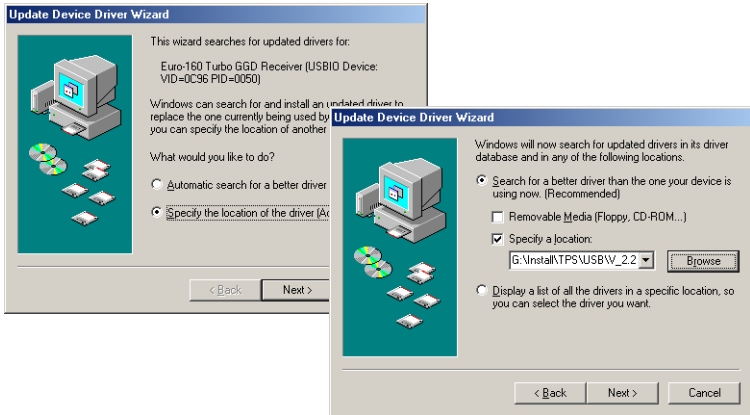 Update Device Driver Wizard
This wizard searches for updated drivers for:
Euro-160 Turbo GGD Receiver (USBIO Device:
VID=0C96 PID=0050)
Windows can search for and install an updated driver to
replace the one currently being used by
you can specify the location of another
What would you like to do?
Automatic search for a better driver
Specify the location of the driver
< Back
Next >
Update Device Driver Wizard
Windows will now search for updated drivers in its driver
database and in any of the following locations.
Search for a better driver than the one your device is
using now. (Recommended)
Removable Media (Floppy, CD-ROM...)
Specify a location:
G:\Install\TPS\USB\V_2.2
Browse
Display a list of all the drivers in a specific location, so
you can select the driver you want.
< Back
Next >
Cancel